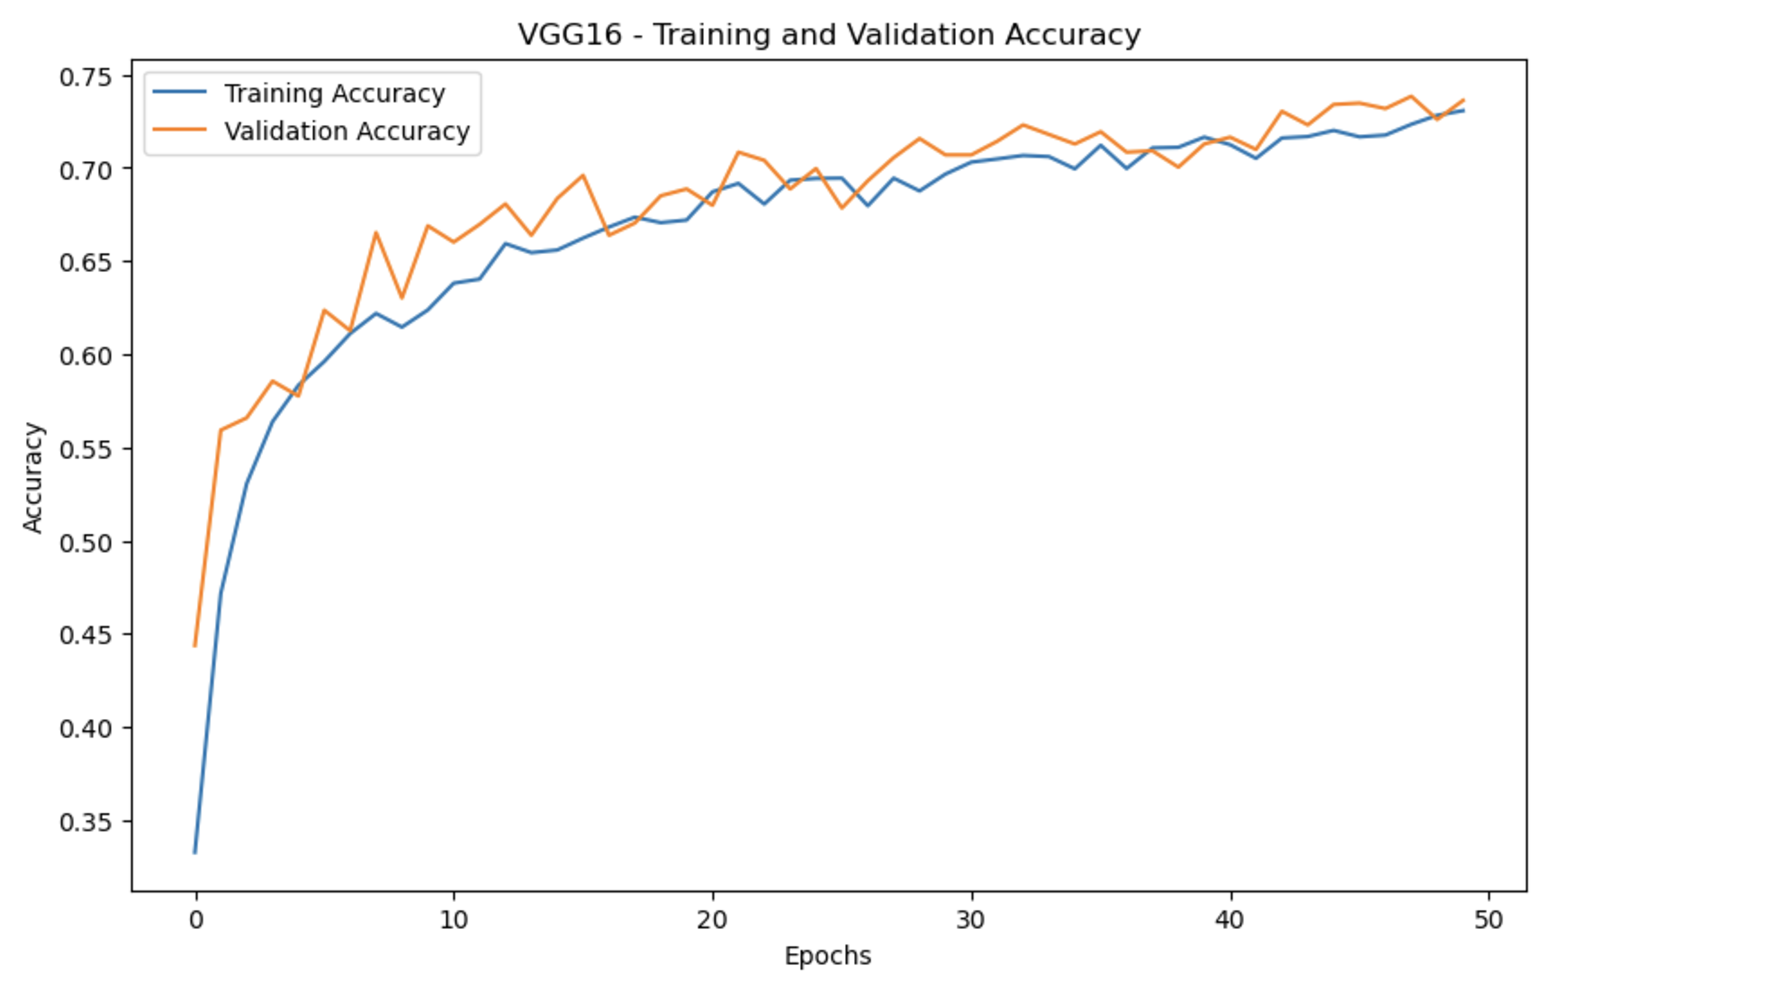 VGG16 - Training and Validation Accuracy
Training Accuracy
Validation Accuracy
0.75
0.70
0.65
0.60
0.55
0.50
0.45
0.40
0.35
Accuracy
0 10 20 30 40 50
Epochs